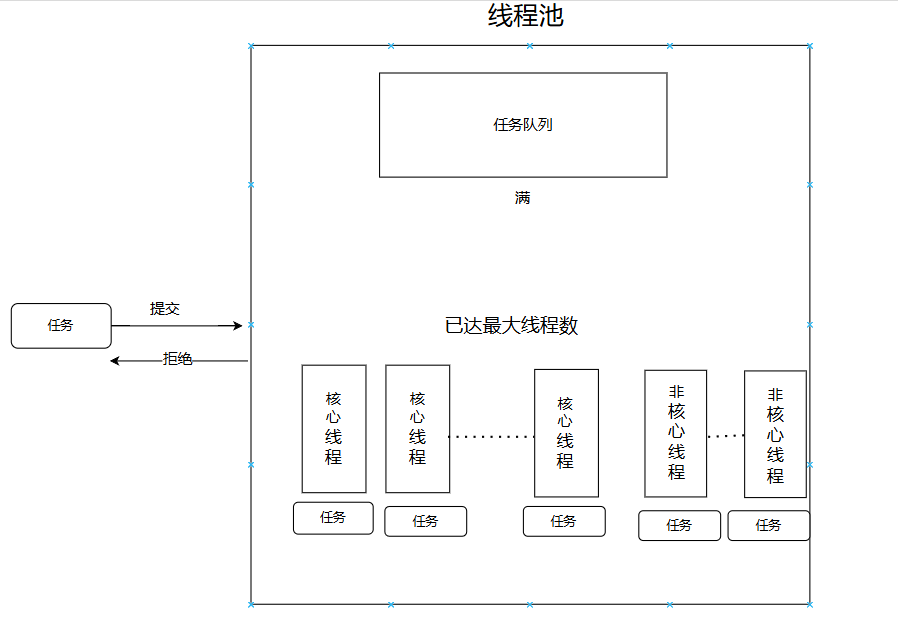 线程池
任务队列
满
提交
任务
拒绝
已达最大线程数
核心线程
核心线程
核心线程
非核心线程
非核心线程
任务
任务
任务
任务
任务